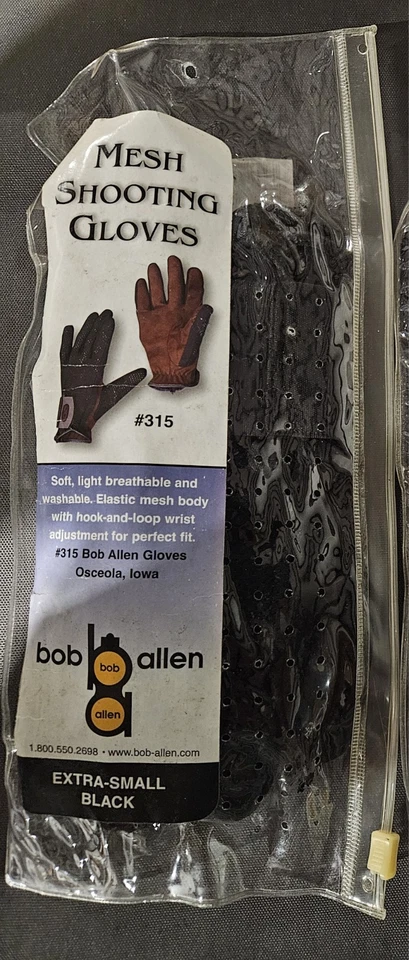 MESH
SHOOTING
GLOVES
#315
Soft, light breathable and
washable. Elastic mesh body
with hook-and-loop wrist
adjustment for perfect fit.
#315 Bob Allen Gloves
Osceola, Iowa
bob allen
bob
allen
1.800.550.2698 • www.bob-allen.com
EXTRA-SMALL
BLACK